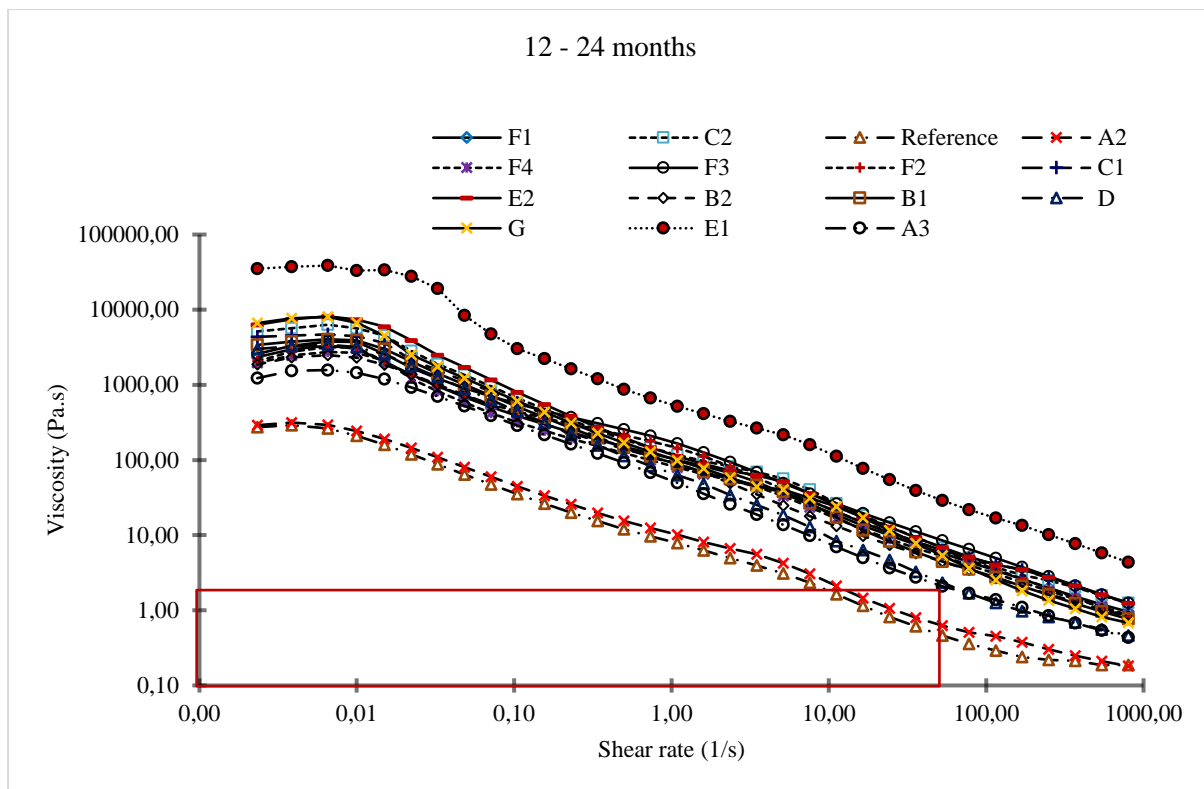 12 - 24 months
F1 C2 Reference A2
F4 F3 F2 C1
E2 B2 B1 D
G E1 A3
100000,00
10000,00
1000,00
100,00
10,00
1,00
0,10
Viscosity (Pa.s)
0,00 0,01 0,10 1,00 10,00 100,00 1000,00
Shear rate (1/s)